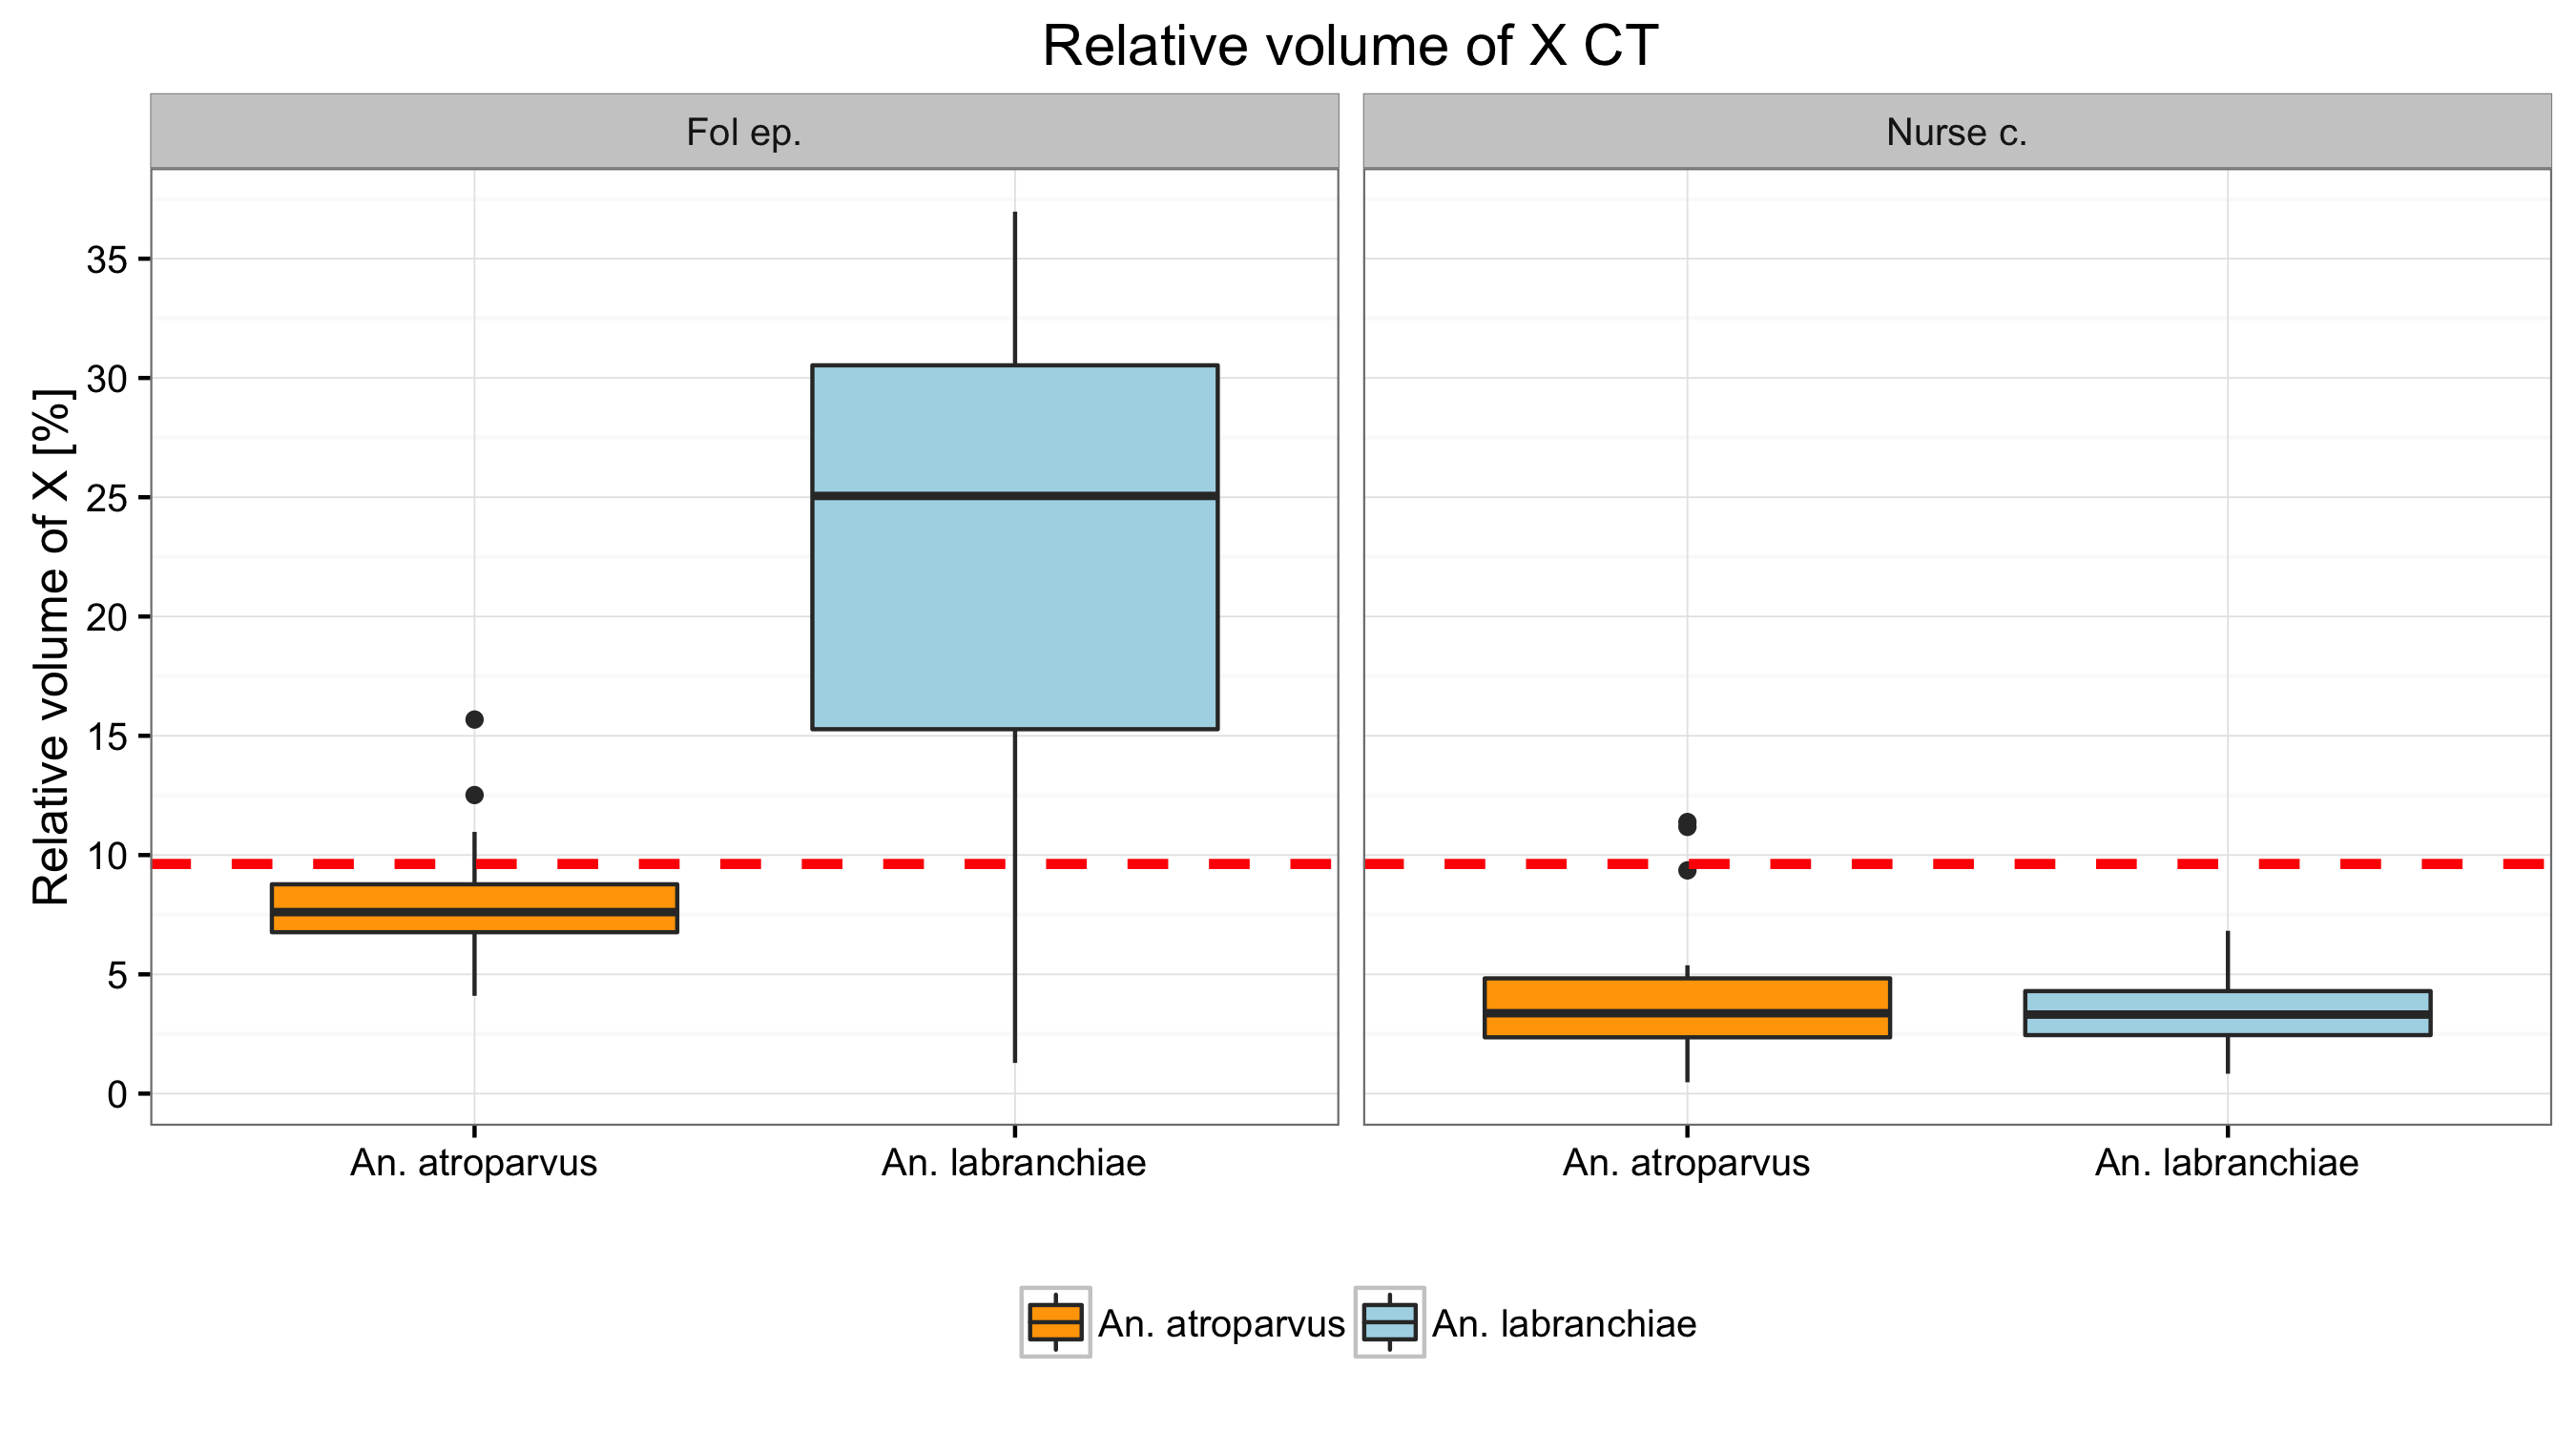 Relative volume of X CT
Fol ep.
Nurse c.
Relative volume of X [%]
35
30
25
20
15
10
5
0
An. atroparvus
An. labranchiae
An. atroparvus
An. labranchiae
An. atroparvus
An. labranchiae